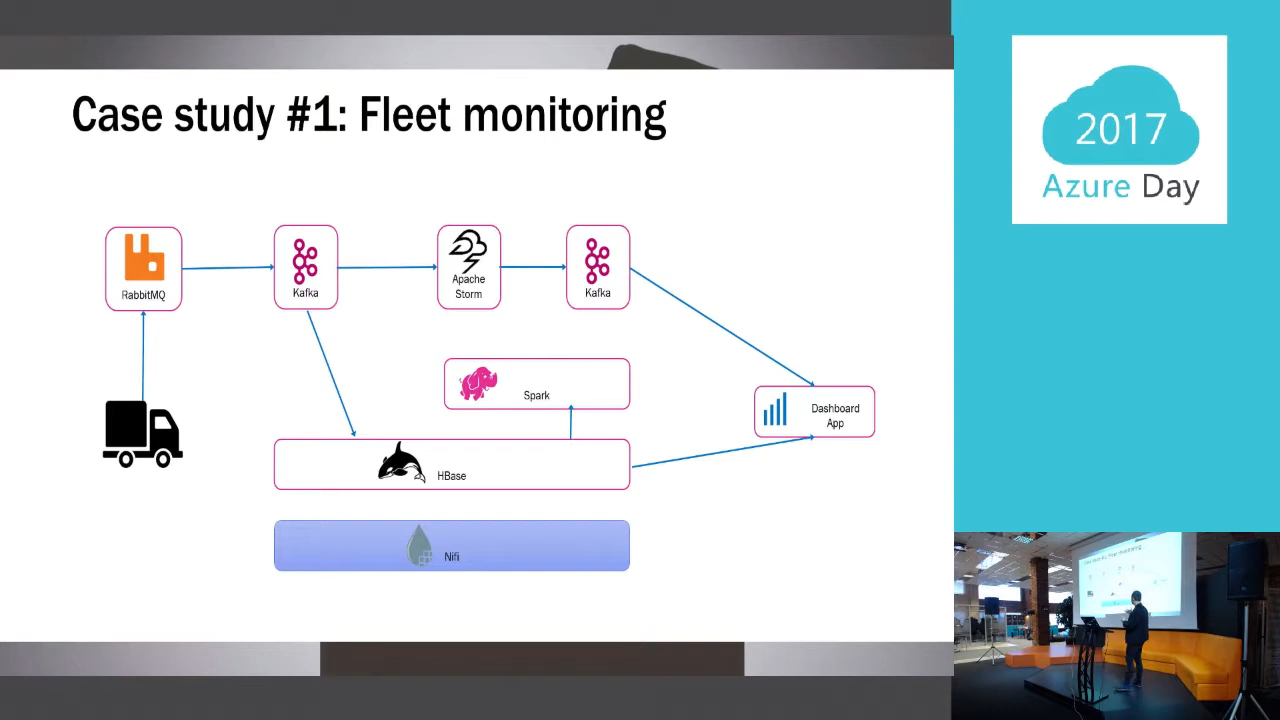 Case study #1: Fleet monitoring
2017
Azure Day
RabbitMQ
Kafka
Apache
Storm
Kafka
Spark
Dashboard
App
HBase
Nifi